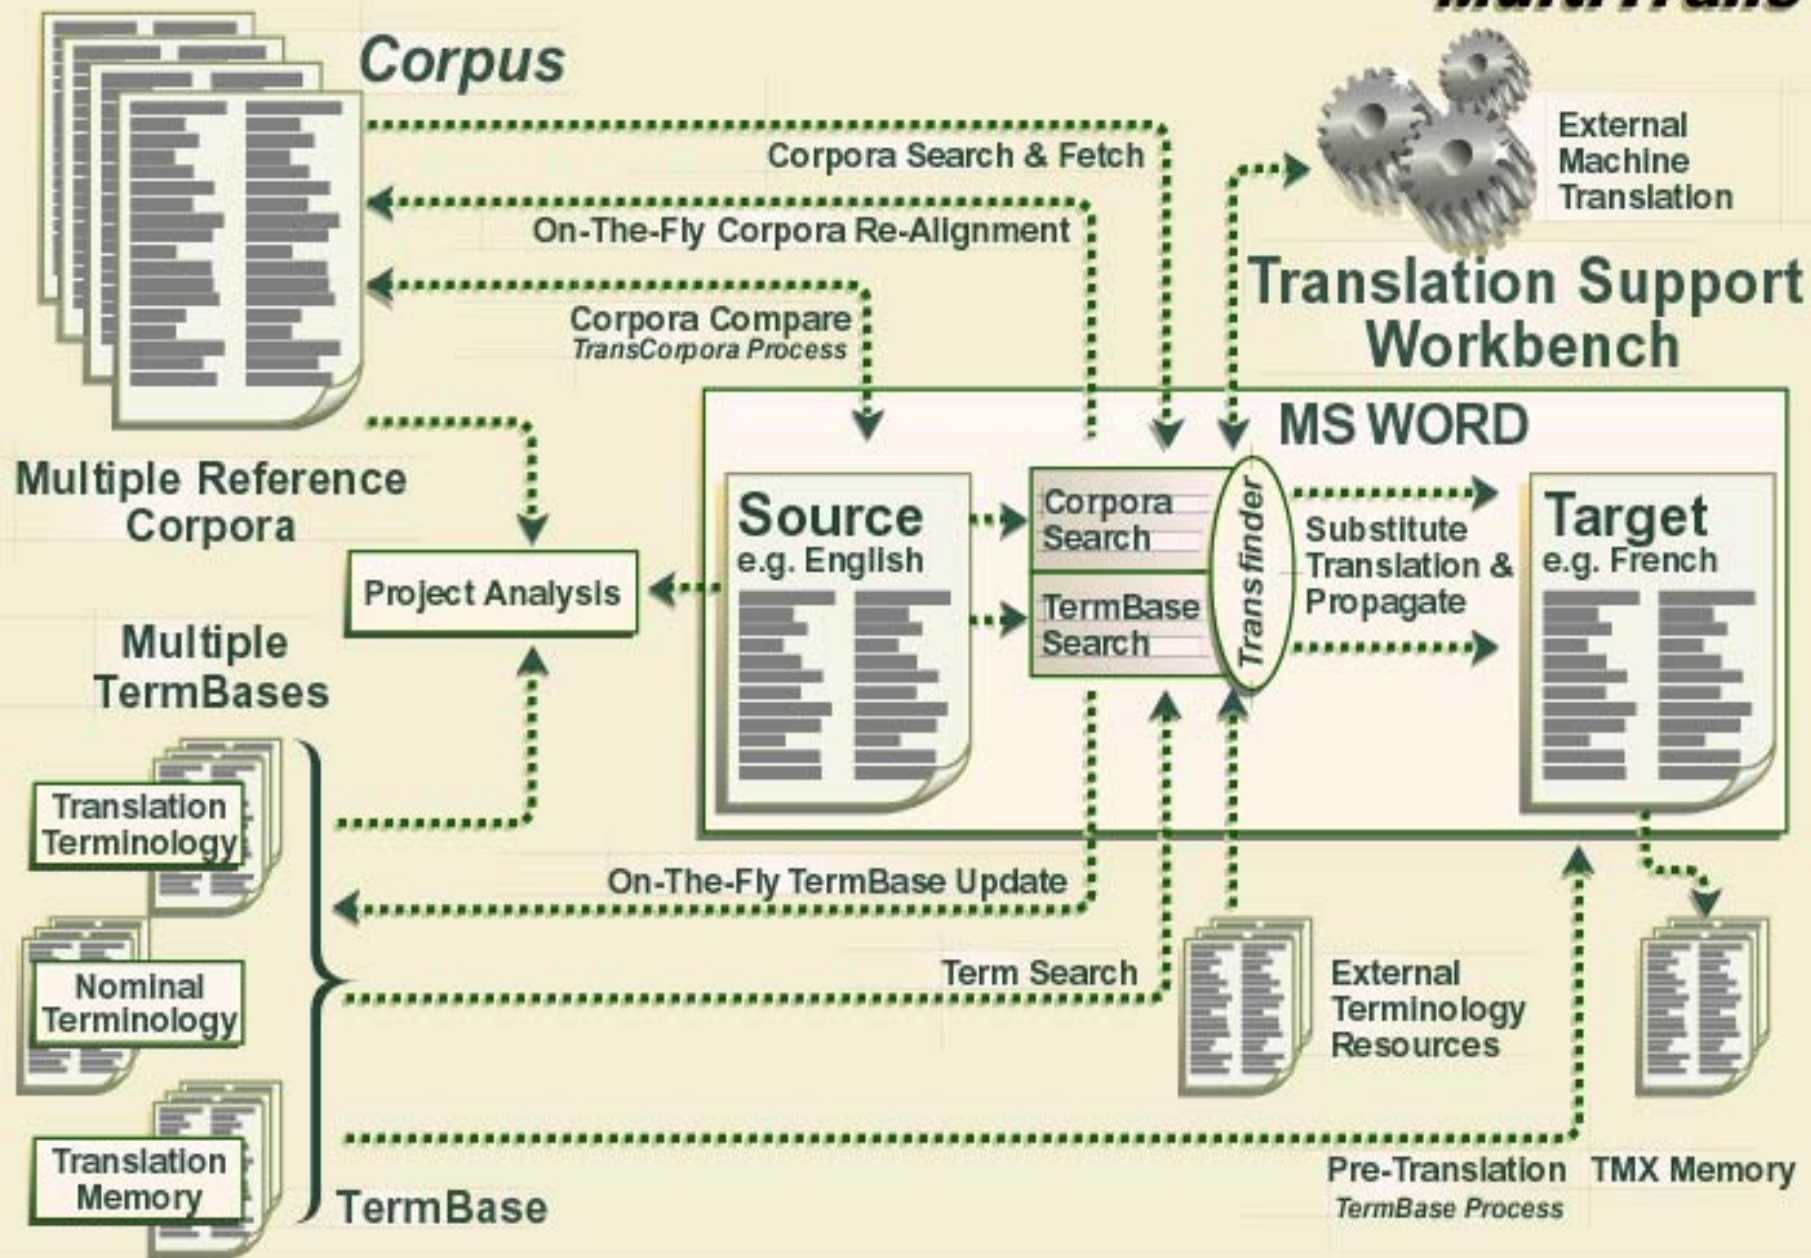 MultiTrans
Corpus
Corpora Search & Fetch
External
Machine
Translation
On-The-Fly Corpora Re-Alignment
Translation Support
Workbench
Corpora Compare
TransCorpora Process
MS WORD
Multiple Reference
Corpora
Source
e.g. English
Corpora
Search
TermBase
Search
Transfinder
Substitute
Translation &
Propagate
Target
e.g. French
Project Analysis
Multiple
TermBases
Translation
Terminology
On-The-Fly TermBase Update
Nominal
Terminology
Term Search
External
Terminology
Resources
Translation
Memory
TermBase
Pre-Translation
TermBase Process
TMX Memory